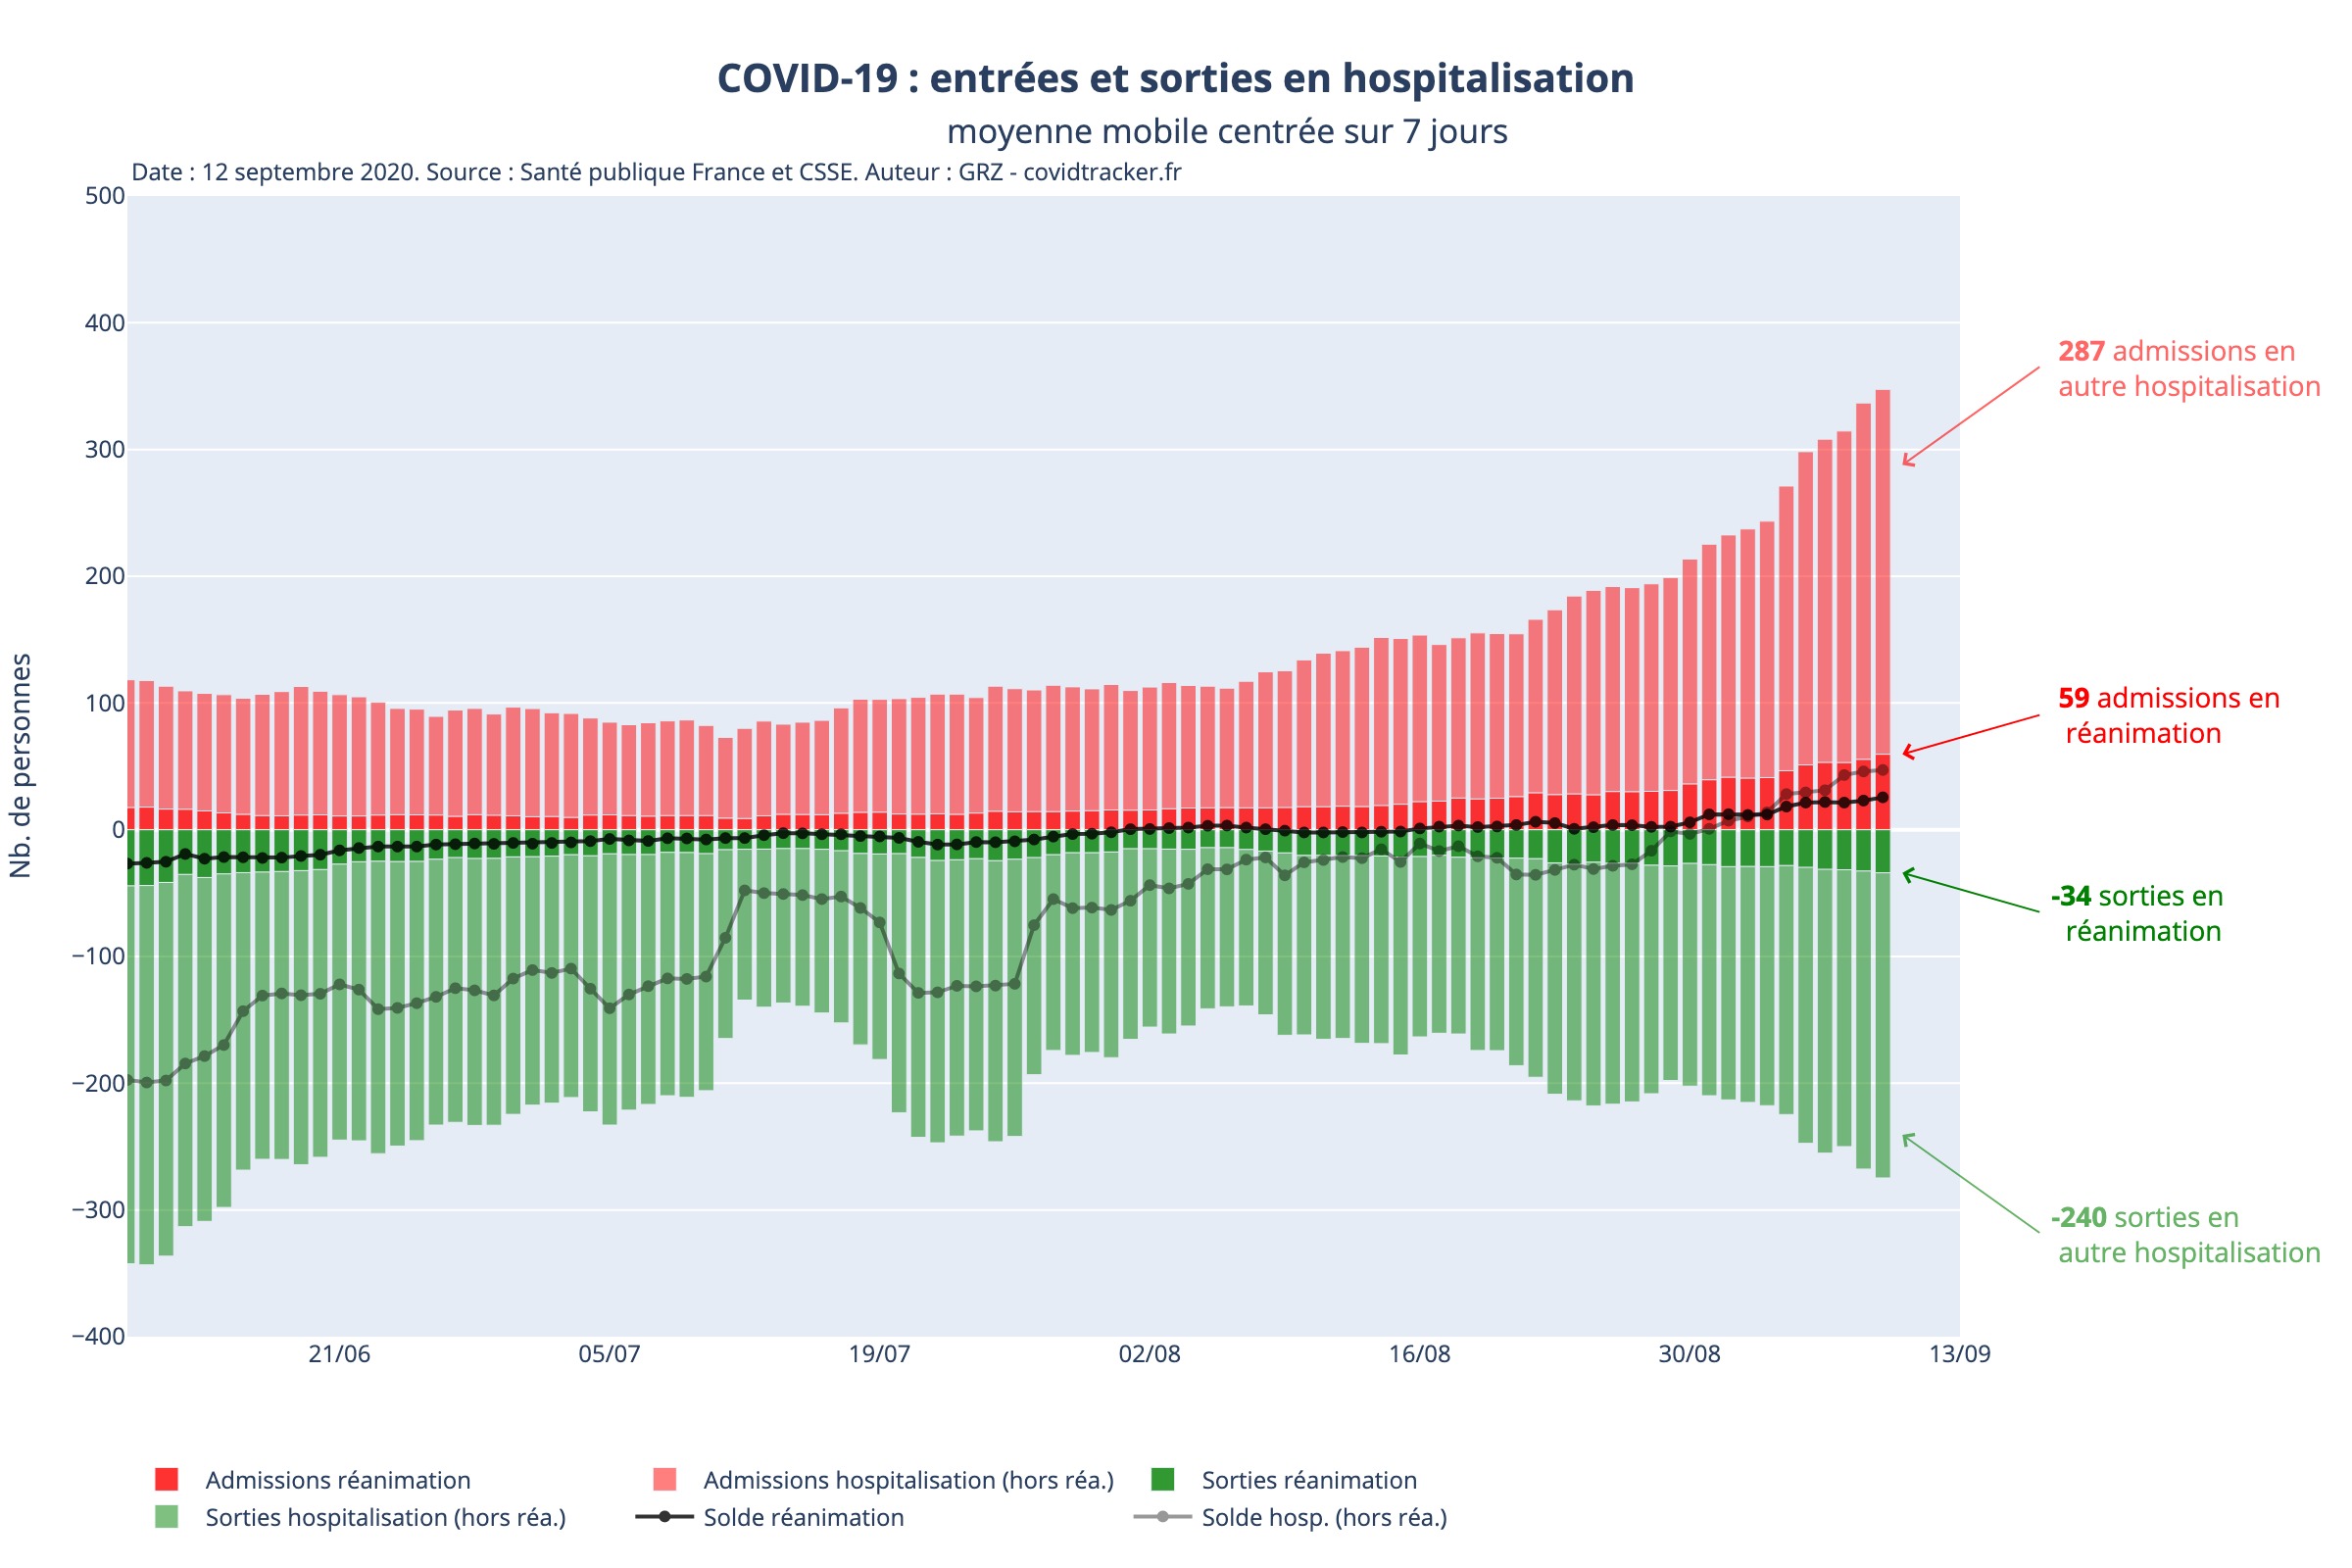 COVID-19 : entrées et sorties en hospitalisation
moyenne mobile centrée sur 7 jours
Date : 12 septembre 2020. Source : Santé publique France et CSSE. Auteur : GRZ - covidtracker.fr
Nb. de personnes
500
400
300
200
100
0
−100
−200
−300
−400
21/06
05/07
19/07
02/08
16/08
30/08
13/09
287 admissions en
autre hospitalisation
59 admissions en
réanimation
-34 sorties en
réanimation
-240 sorties en
autre hospitalisation
Admissions réanimation
Admissions hospitalisation (hors réa.)
Sorties réanimation
Sorties hospitalisation (hors réa.)
Solde réanimation
Solde hosp. (hors réa.)